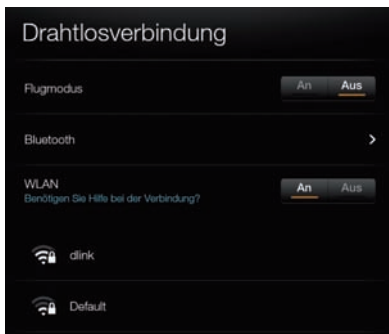 Drahtlosverbindung
Flugmodus An Aus
Bluetooth
WLAN An Aus
Benötigen Sie Hilfe bei der Verbindung?
dlink
Default